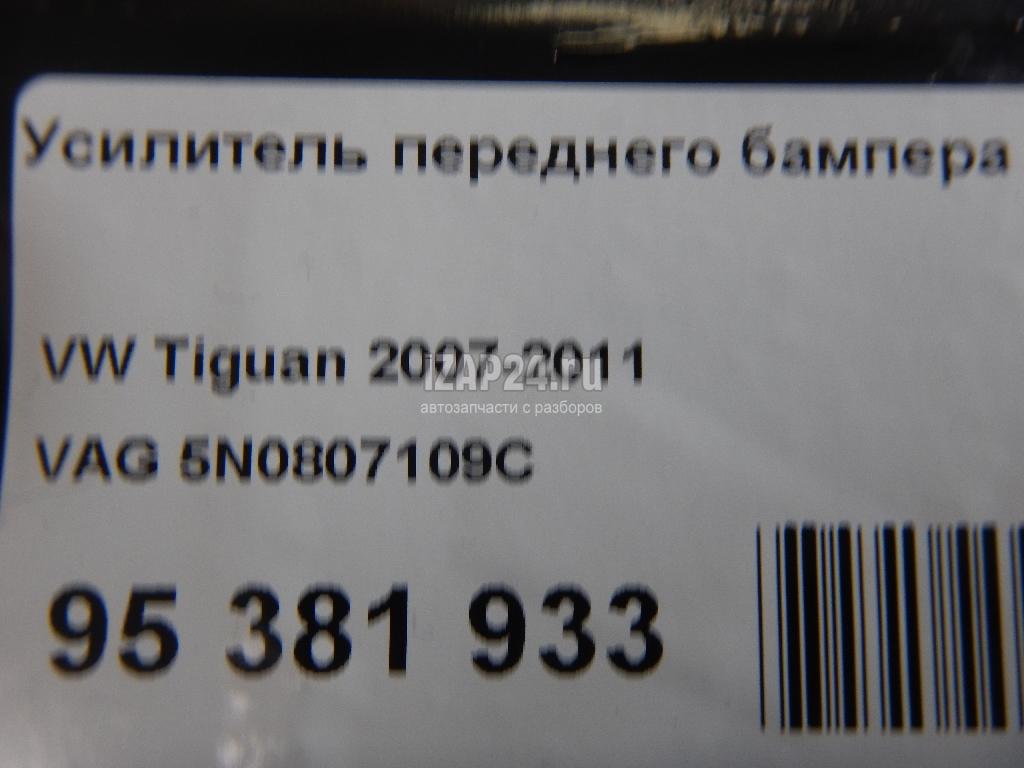 Усилитель переднего бампера
VW Tiguan 2007-2011
iZAP24.ru
автозапчасти с разборов
VAG 5N0807109C
95 381 933